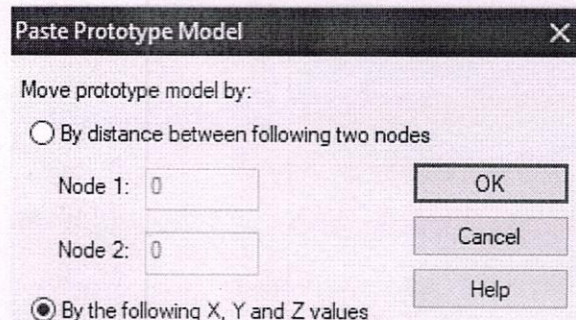 Paste Prototype Model
Move prototype model by:
By distance between following two nodes
Node 1: 0
OK
Node 2: 0
Cancel
Help
By the following X, Y and Z values